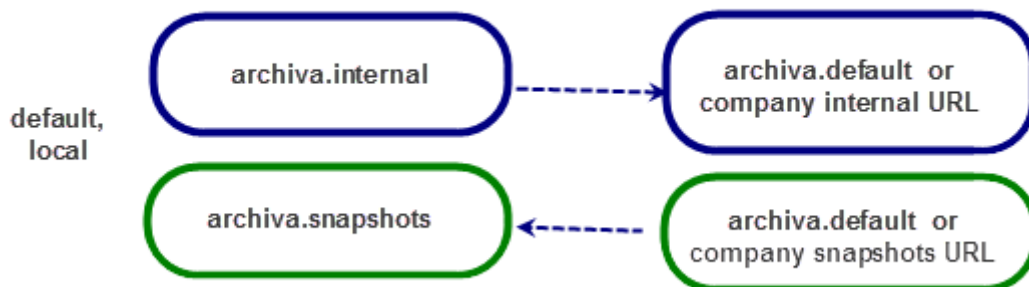 default,
local
archiva.internal
archiva.default or
company internal URL
archiva.snapshots
archiva.default or
company snapshots URL